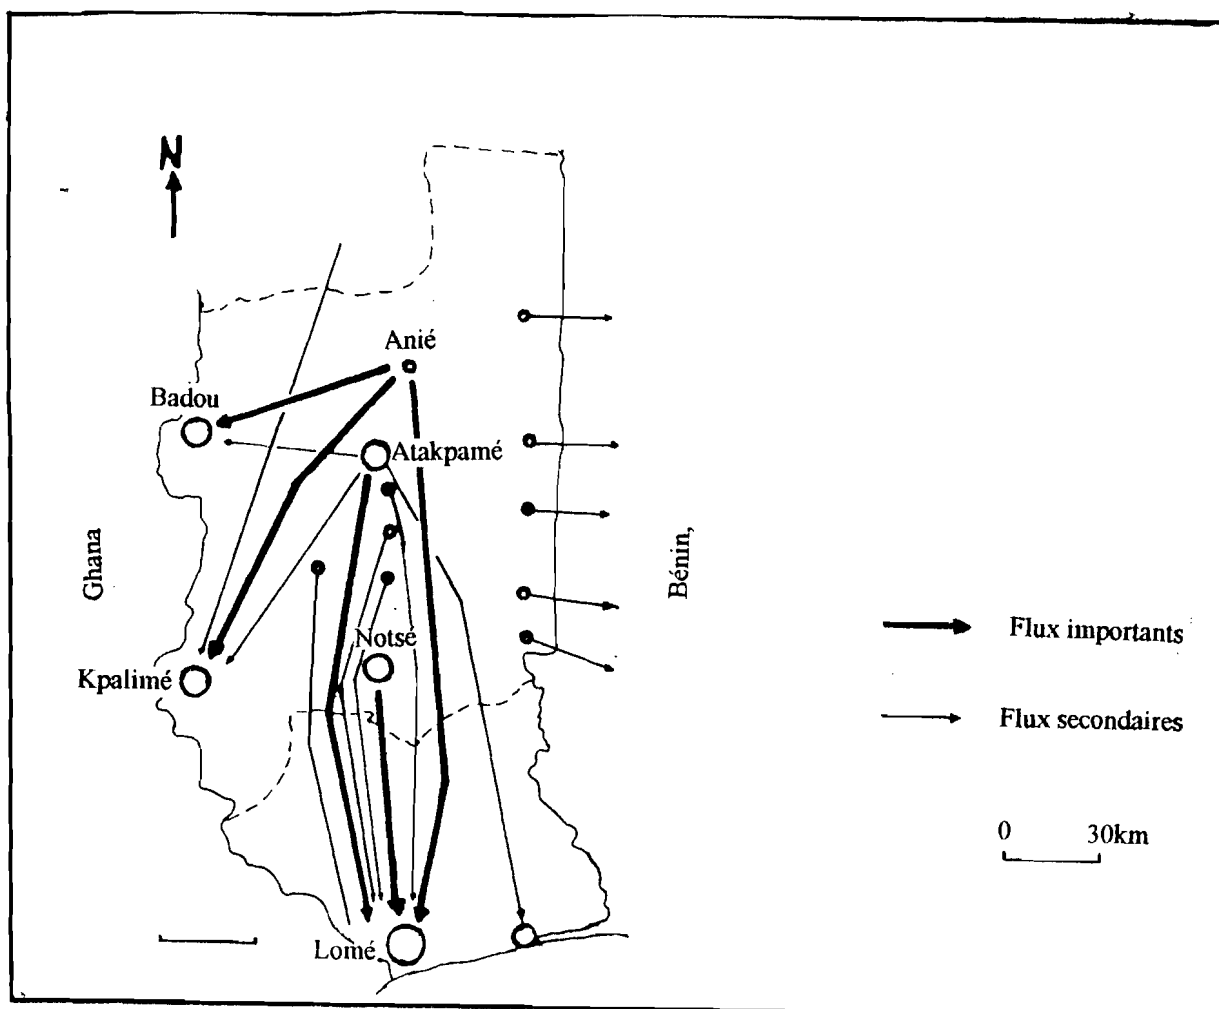 N
Anié
Badou
Atakpamé
Ghana
Bénin,
Notsé
Flux importants
Kpalimé
Flux secondaires
0 30km
Lomé